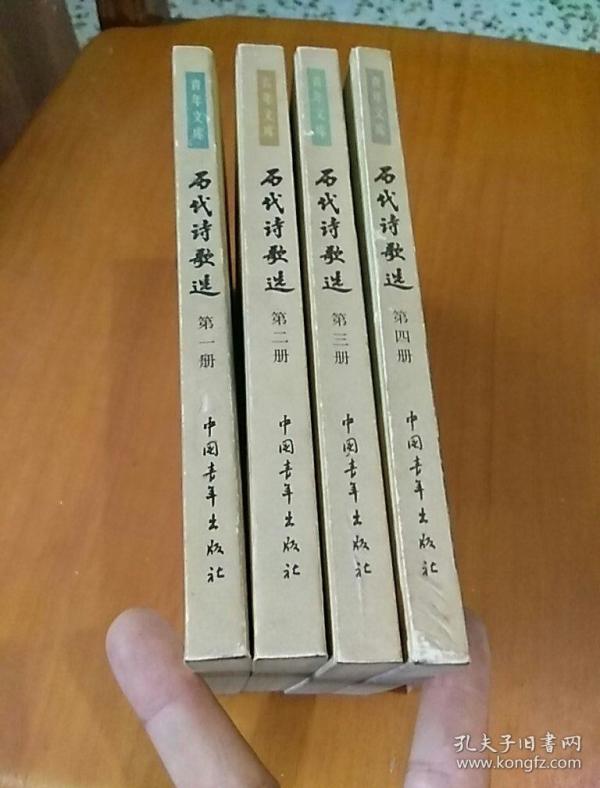 青年文库
历代诗歌选
第一册
中国青年出版社
青年文库
历代诗歌选
第二册
中国青年出版社
青年文库
历代诗歌选
第三册
中国青年出版社
青年文库
历代诗歌选
第四册
中国青年出版社
孔夫子旧书网
www.kongfz.com